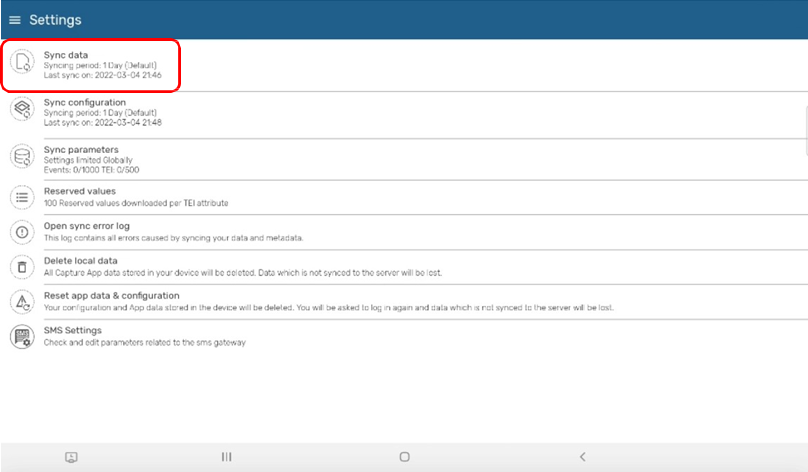 Settings
Sync data
Syncing period: 1 Day (Default)
Last sync on: 2022-03-04 21:46
Sync configuration
Syncing period: 1 Day (Default)
Last sync on: 2022-03-04 21:48
Sync parameters
Settings limited Globally
Events: 0/1000 TEI: 0/500
Reserved values
100 Reserved values downloaded per TEI attribute
Open sync error log
This log contains all errors caused by syncing your data and metadata.
Delete local data
All Capture App data stored in your device will be deleted. Data which is not synced to the server will be lost.
Reset app data & configuration
Your configuration and App data stored in the device will be deleted. You will be asked to log in again and data which is not synced to the server will be lost.
SMS Settings
Check and edit parameters related to the sms gateway